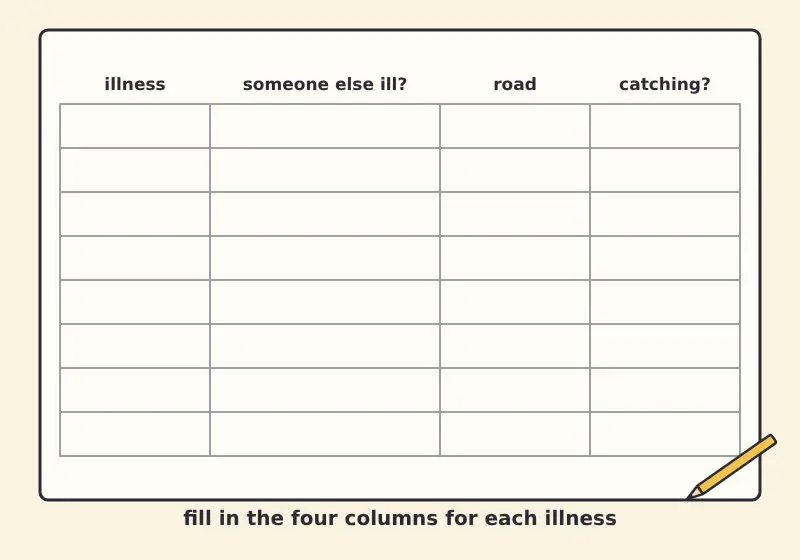 illness someone else ill? road catching?
fill in the four columns for each illness